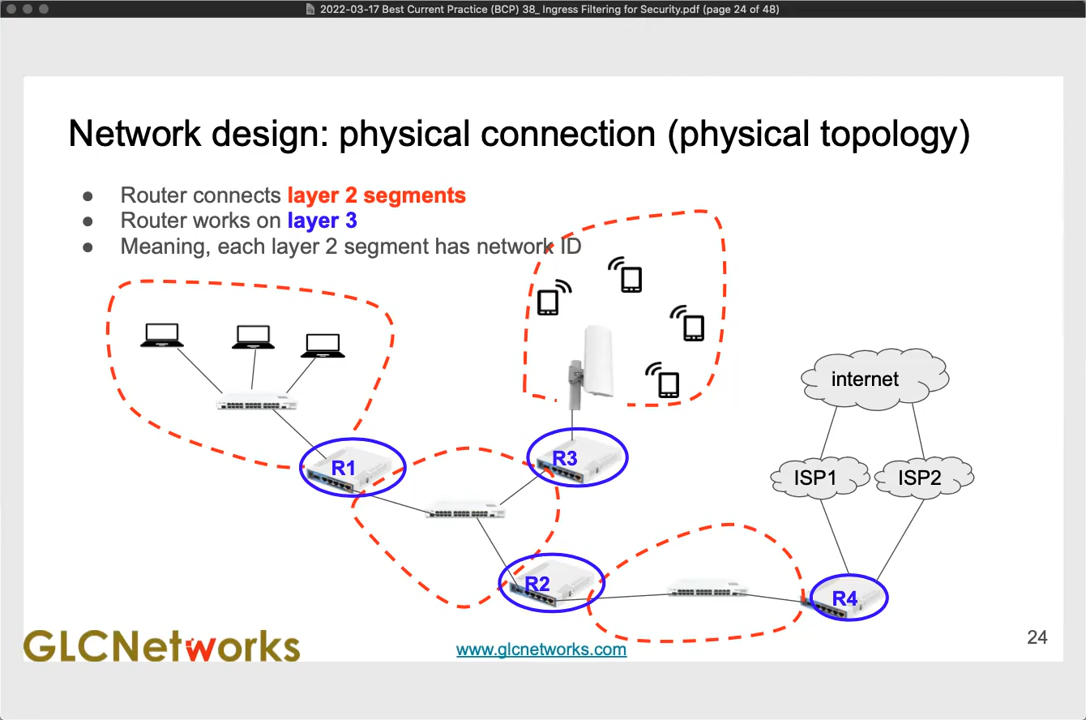 2022-03-17 Best Current Practice (BCP) 38_ Ingress Filtering for Security.pdf (page 24 of 48)
Network design: physical connection (physical topology)
● Router connects layer 2 segments
● Router works on layer 3
● Meaning, each layer 2 segment has network ID
internet
R1
R3
ISP1
ISP2
R2
R4
GLCNetworks
www.glcnetworks.com
24